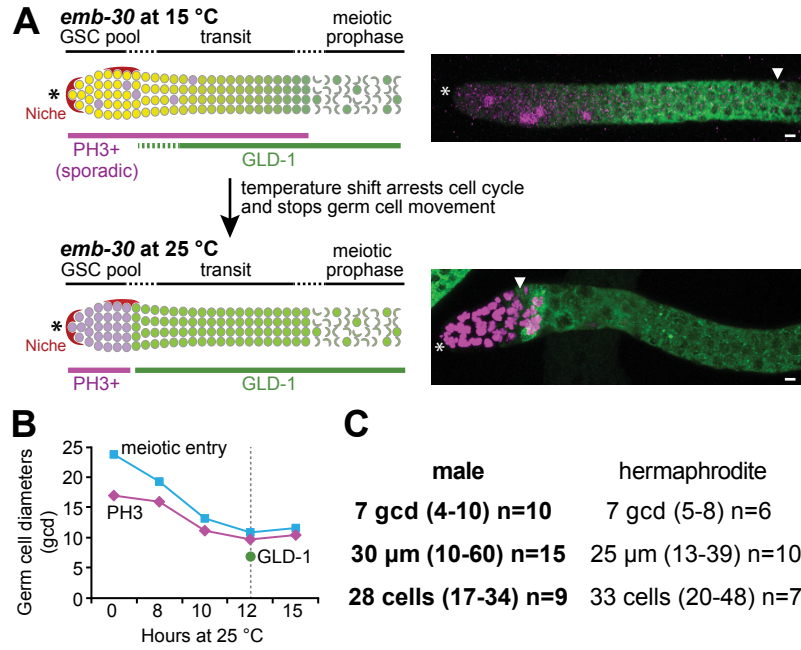 A
emb-30 at 15 °C
GSC pool
transit
meiotic
prophase
*
Niche
PH3+
(sporadic)
GLD-1
*
temperature shift arrests cell cycle
and stops germ cell movement
emb-30 at 25 °C
GSC pool
transit
meiotic
prophase
*
Niche
PH3+
GLD-1
*
B
Germ cell diameters
(gcd)
25
20
15
10
5
0
meiotic entry
PH3
GLD-1
0 8 10 12 15
Hours at 25 °C
C
male hermaphrodite
7 gcd (4-10) n=10 7 gcd (5-8) n=6
30 µm (10-60) n=15 25 µm (13-39) n=10
28 cells (17-34) n=9 33 cells (20-48) n=7